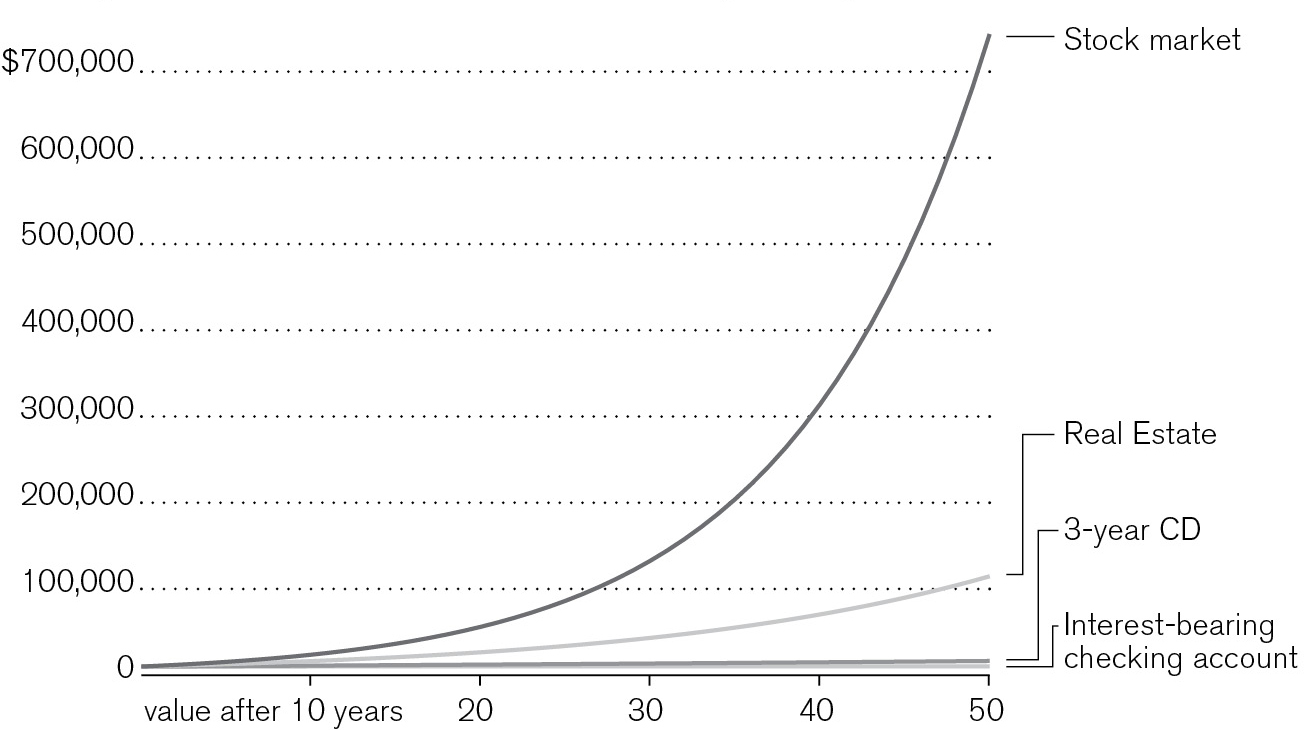 $700,000
600,000
500,000
400,000
300,000
200,000
100,000
0
value after 10 years
20
30
40
50
Stock market
Real Estate
3-year CD
Interest-bearing
checking account